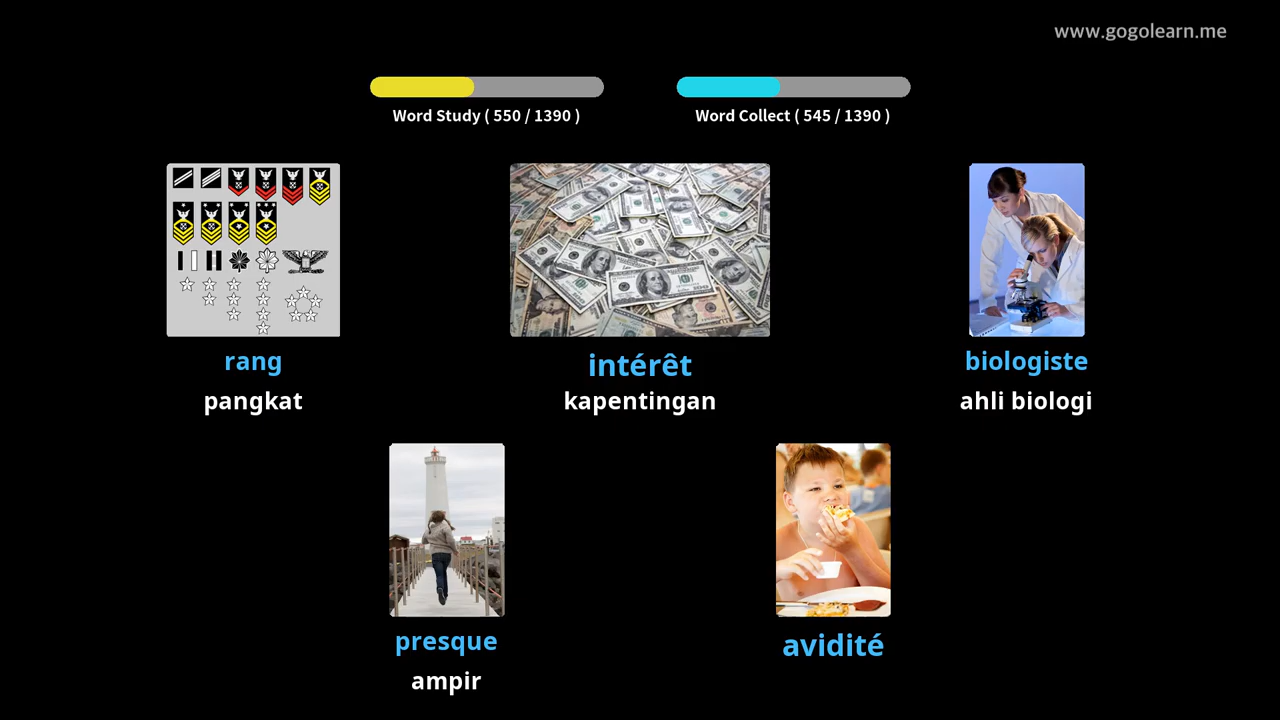 www.gogolearn.me
Word Study ( 550 / 1390 )
Word Collect ( 545 / 1390 )
rang
pangkat
intérêt
kapentingan
biologiste
ahli biologi
presque
ampir
avidité